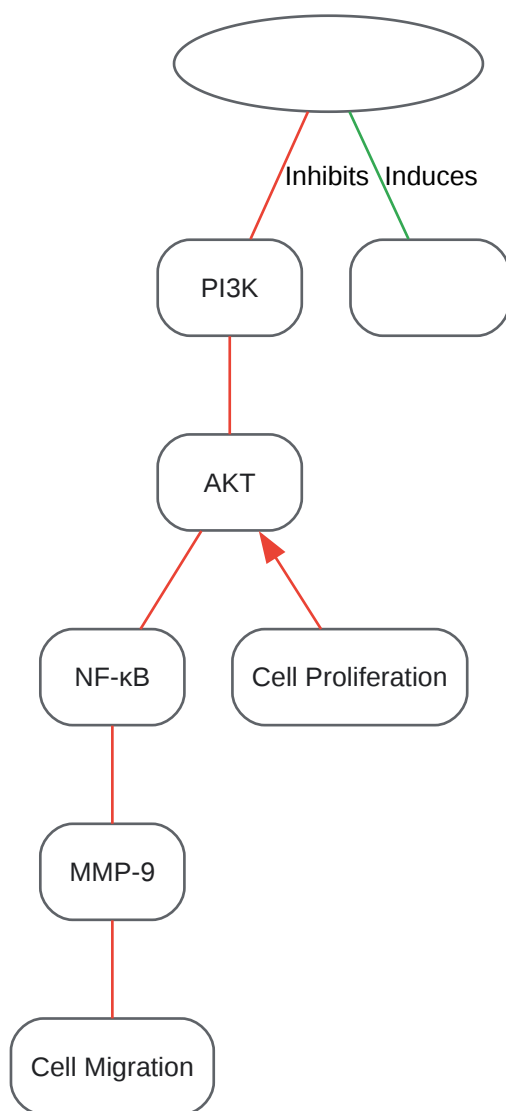 Inhibits
Induces
PI3K
AKT
NF-κB
Cell Proliferation
MMP-9
Cell Migration